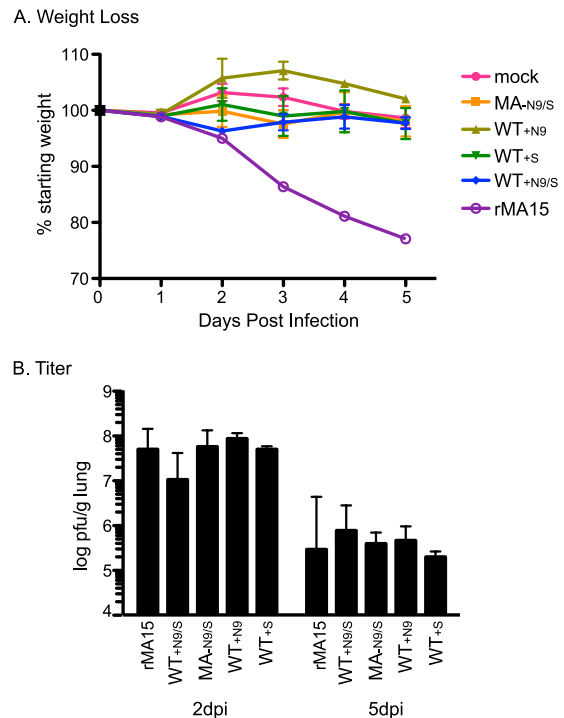 A. Weight Loss
110
100
90
80
70
% starting weight
0 1 2 3 4 5
Days Post Infection
mock
MA-N9/S
WT+N9
WT+S
WT+N9/S
rMA15
B. Titer
9
8
7
6
5
4
log pfu/g lung
rMA15
WT+N9/S
MA-N9/S
WT+N9
WT+S
rMA15
WT+N9/S
MA-N9/S
WT+N9
WT+S
2dpi 5dpi